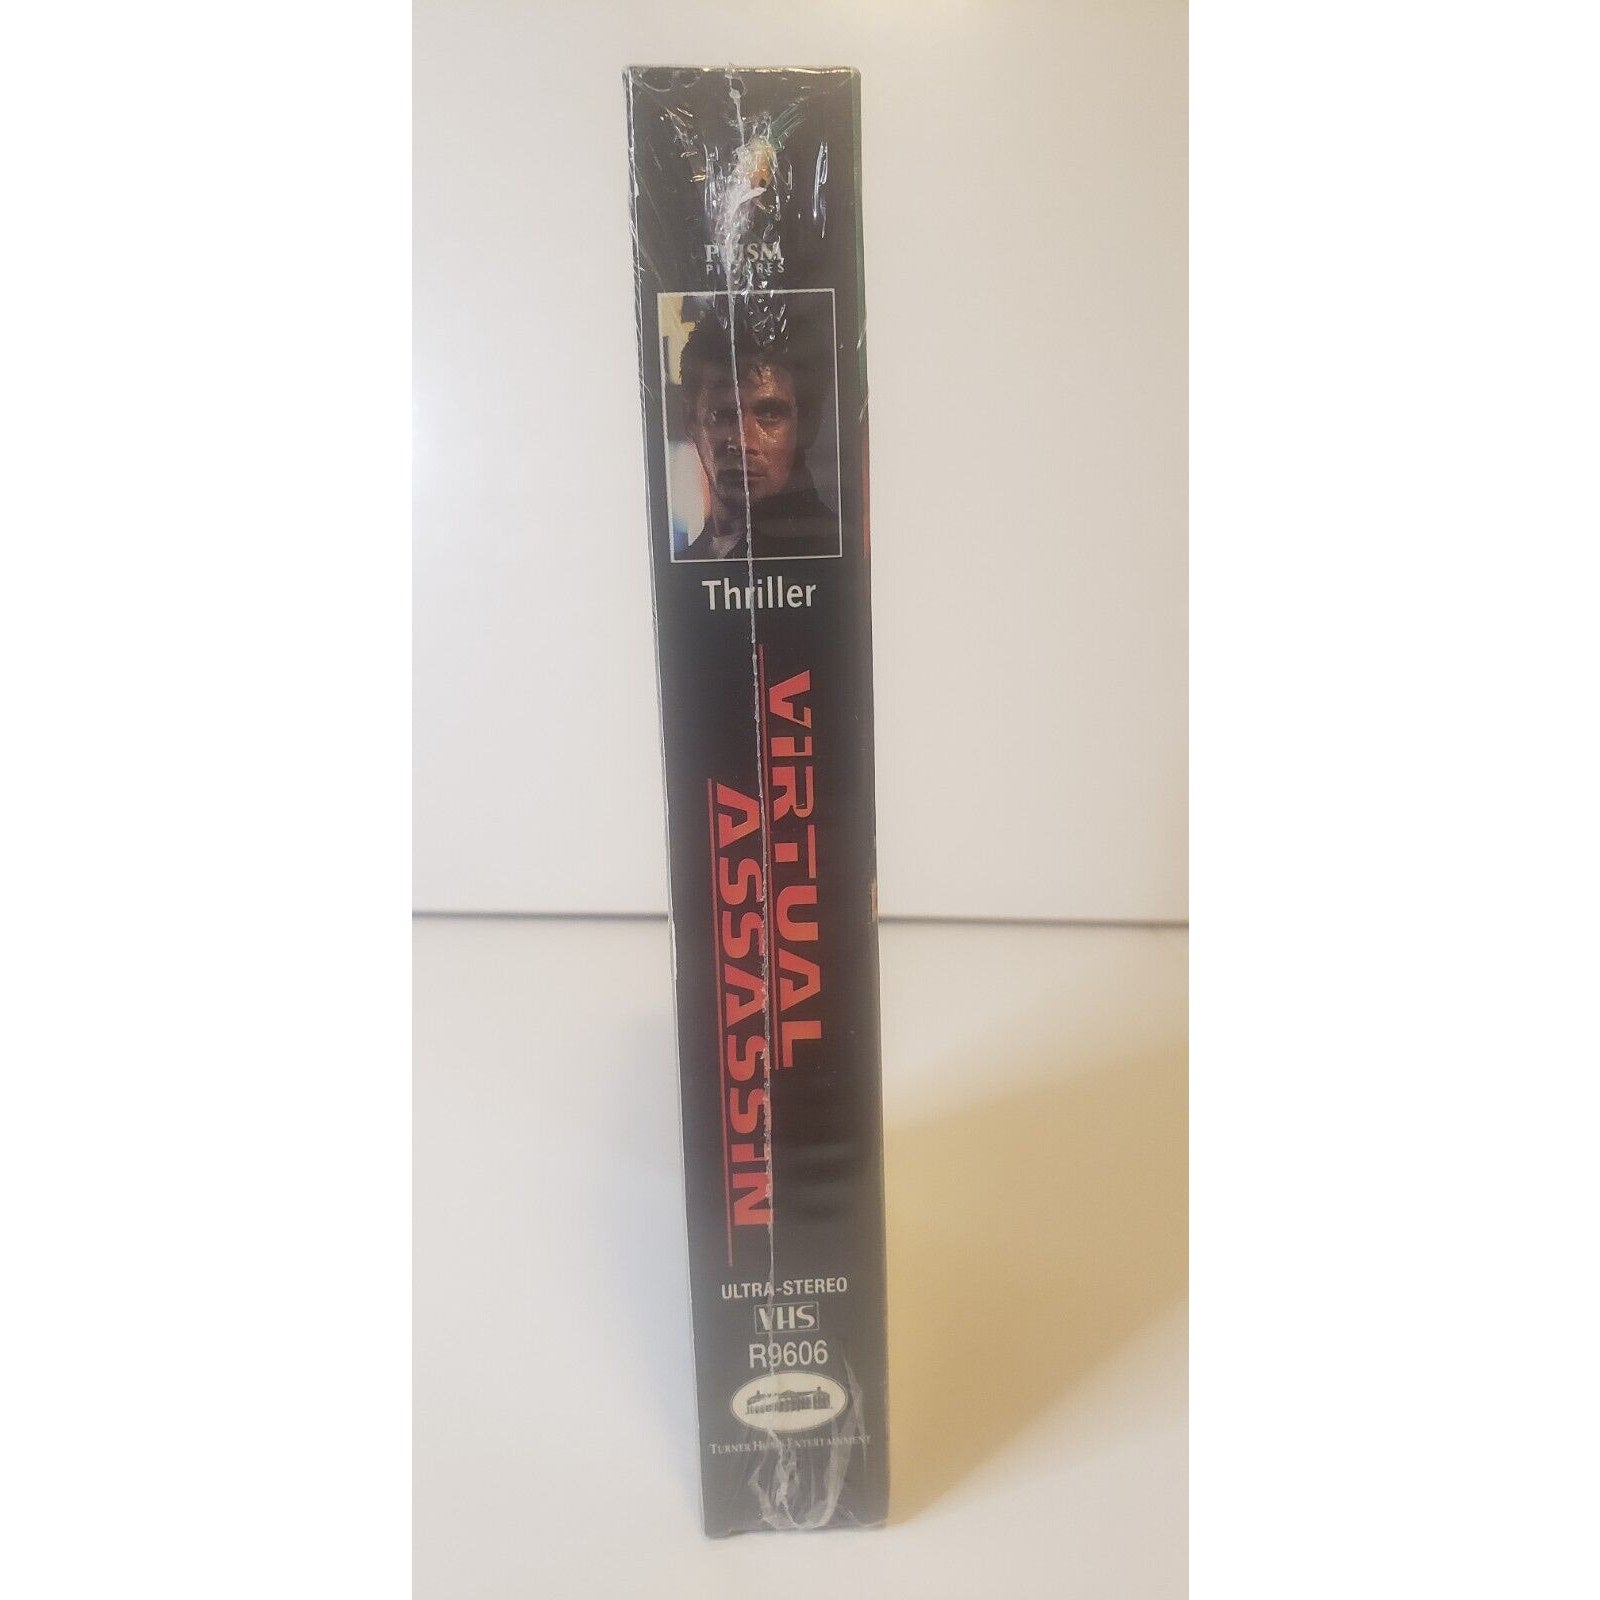 PRISM
PICTURES
Thriller
VIRTUAL
ASSASSIN
ULTRA-STEREO
VHS
R9606
TURNER HOME ENTERTAINMENT